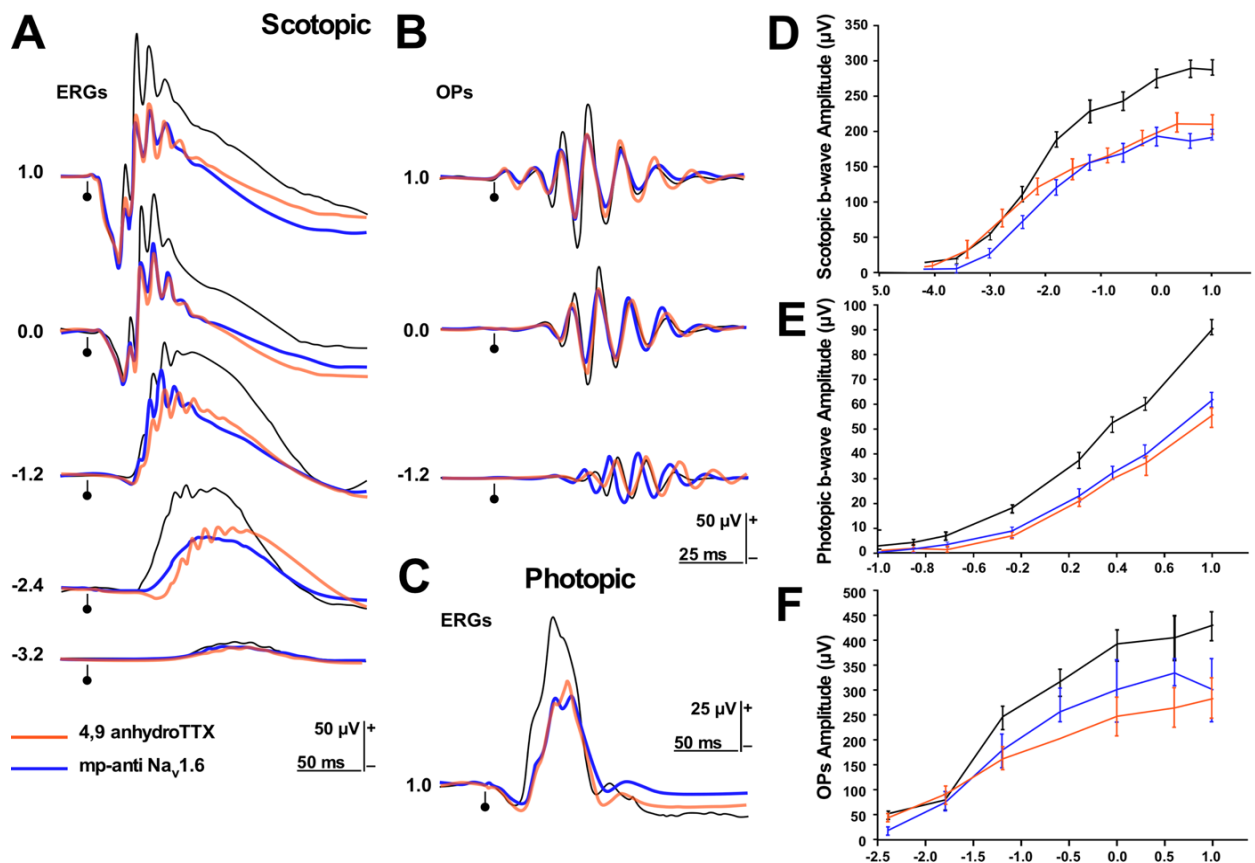 A
Scotopic
ERGs
1.0
0.0
-1.2
-2.4
-3.2
4,9 anhydroTTX
mp-anti Nav1.6
50 µV
+
–
50 ms
B
OPs
1.0
0.0
-1.2
50 µV
+
–
25 ms
C
Photopic
ERGs
1.0
25 µV
+
–
50 ms
D
Scotopic b-wave Amplitude (µV)
350
300
250
200
150
100
50
0
5.0 -4.0 -3.0 -2.0 -1.0 0.0 1.0
E
Photopic b-wave Amplitude (µV)
100
90
80
70
60
50
40
30
20
10
0
-1.0 -0.8 -0.6 -0.2 0.2 0.4 0.6 1.0
F
OPs Amplitude (µV)
500
450
400
350
300
250
200
150
100
50
0
-2.5 -2.0 -1.5 -1.0 -0.5 0.0 0.5 1.0